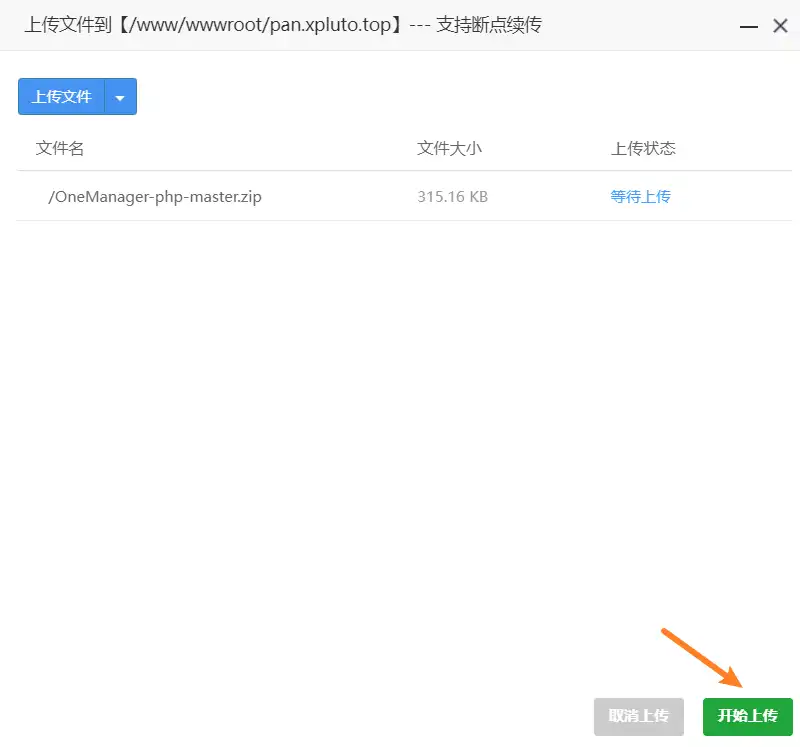 上传文件到【/www/wwwroot/pan.xpluto.top】--- 支持断点续传
上传文件
文件名 文件大小 上传状态
/OneManager-php-master.zip 315.16 KB 等待上传
取消上传 开始上传